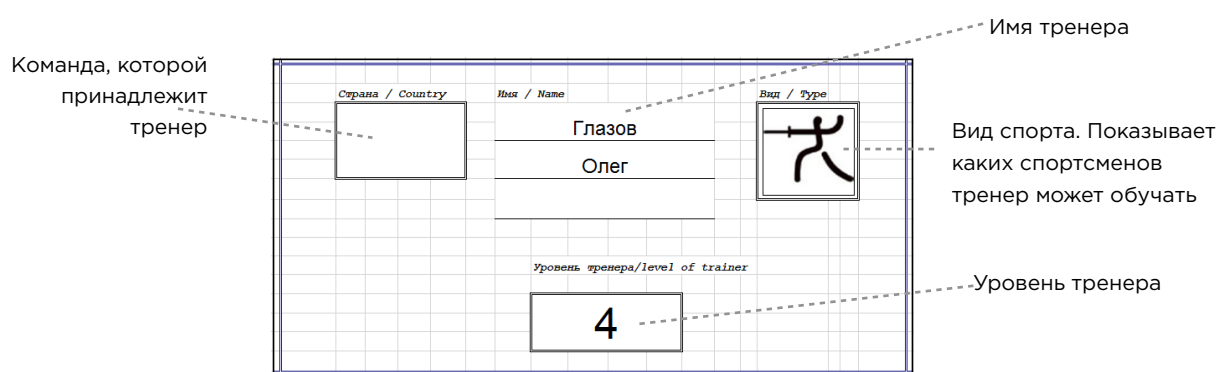 Имя тренера
Команда, которой
принадлежит
тренер
Страна / Country
Имя / Name
Вид / Type
Глазов
Олег
Вид спорта. Показывает
каких спортсменов
тренер может обучать
Уровень тренера/level of trainer
4
Уровень тренера